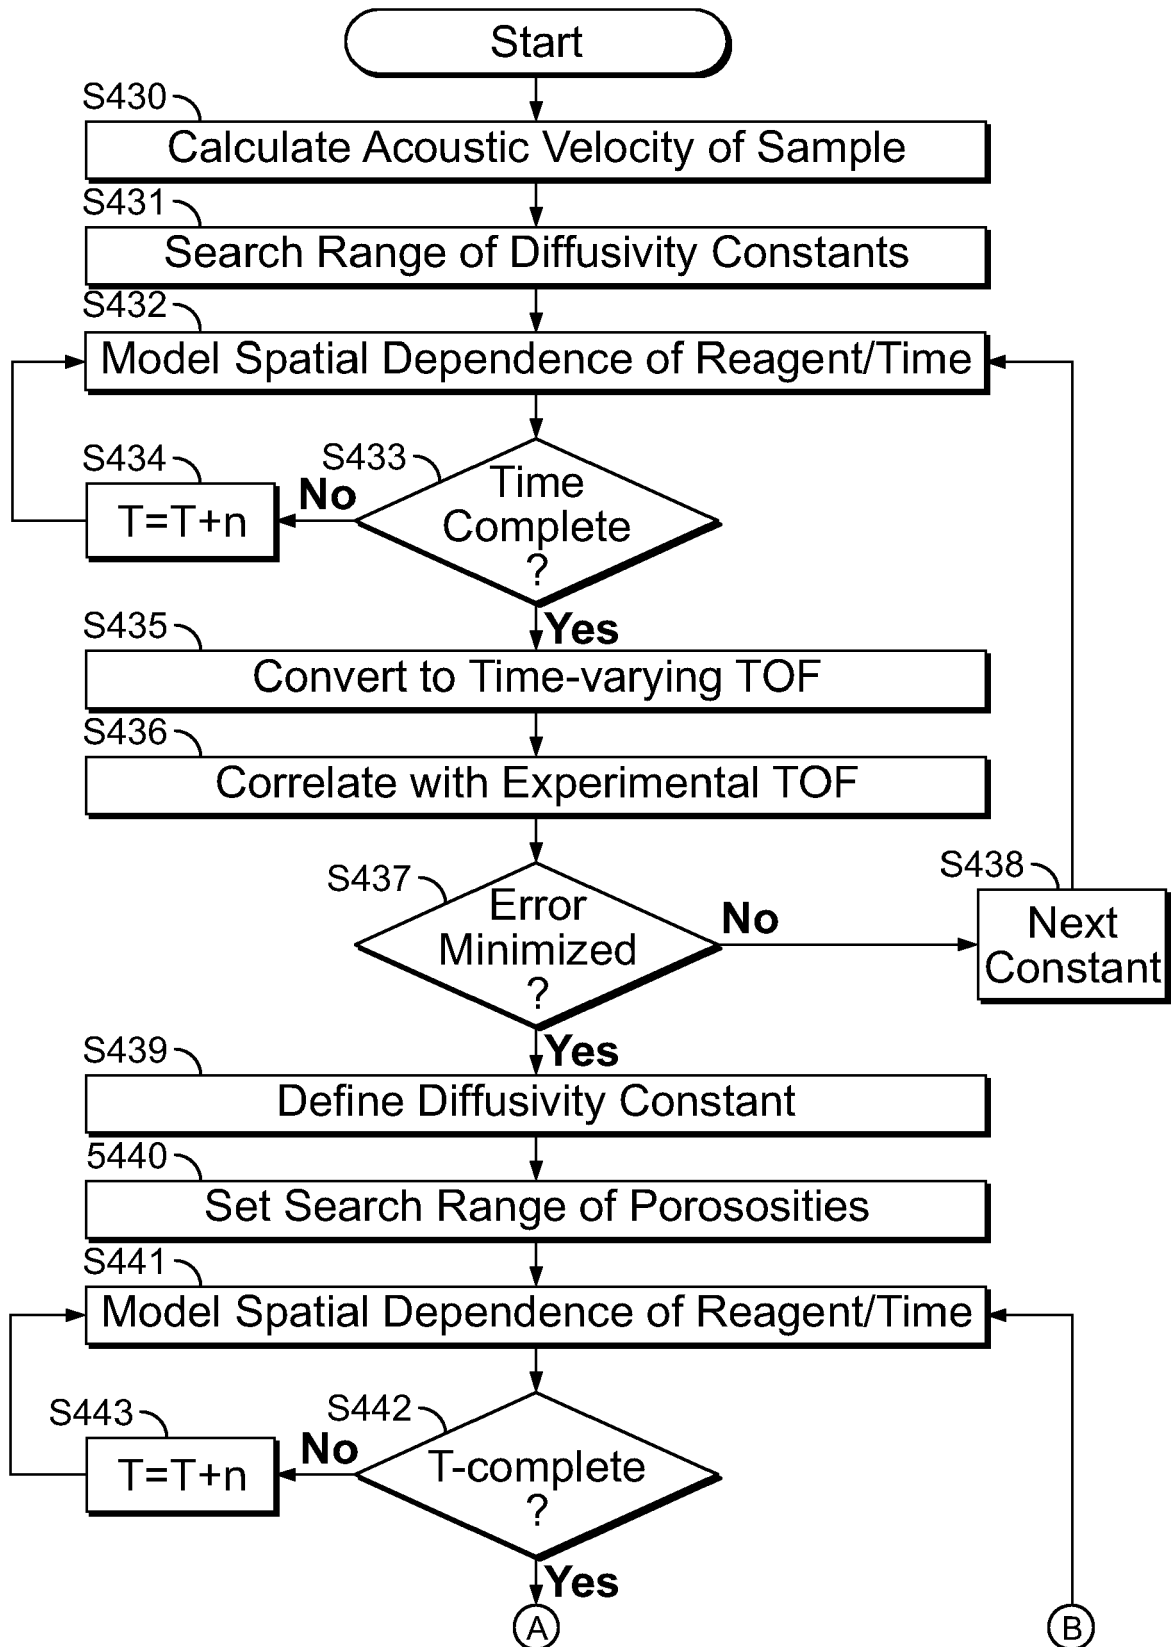 Start
S430
Calculate Acoustic Velocity of Sample
S431
Search Range of Diffusivity Constants
S432
Model Spatial Dependence of Reagent/Time
S434
S433
No
T=T+n
Time
Complete
?
Yes
S435
Convert to Time-varying TOF
S436
Correlate with Experimental TOF
S437
Error
Minimized
?
No
S438
Next
Constant
Yes
S439
Define Diffusivity Constant
5440
Set Search Range of Porososities
S441
Model Spatial Dependence of Reagent/Time
S443
S442
No
T=T+n
T-complete
?
Yes
A
B